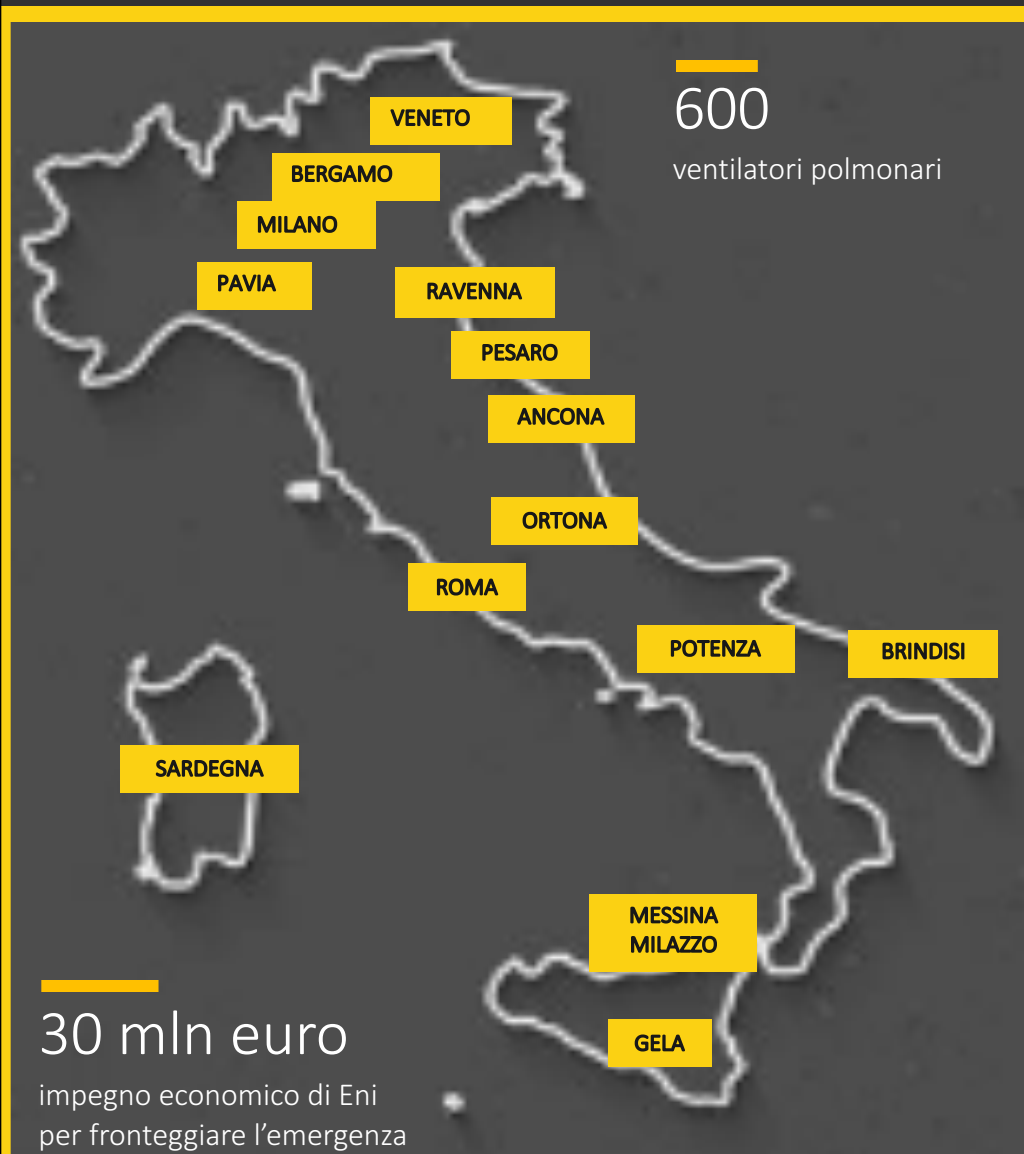 600
ventilatori polmonari
VENETO
BERGAMO
MILANO
PAVIA
RAVENNA
PESARO
ANCONA
ORTONA
ROMA
POTENZA
BRINDISI
SARDEGNA
MESSINA
MILAZZO
GELA
30 mln euro
impegno economico di Eni
per fronteggiare l’emergenza